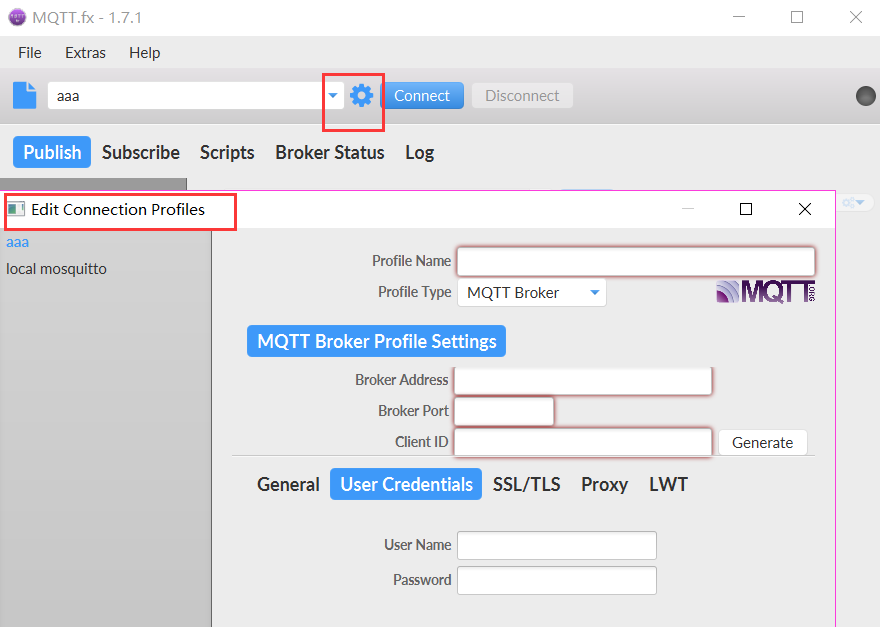 MQTT.fx - 1.7.1
File Extras Help
aaa Connect Disconnect
Publish Subscribe Scripts Broker Status Log
Edit Connection Profiles
aaa
local mosquitto
Profile Name
Profile Type MQTT Broker MQTT.ORG
MQTT Broker Profile Settings
Broker Address
Broker Port
Client ID Generate
General User Credentials SSL/TLS Proxy LWT
User Name
Password